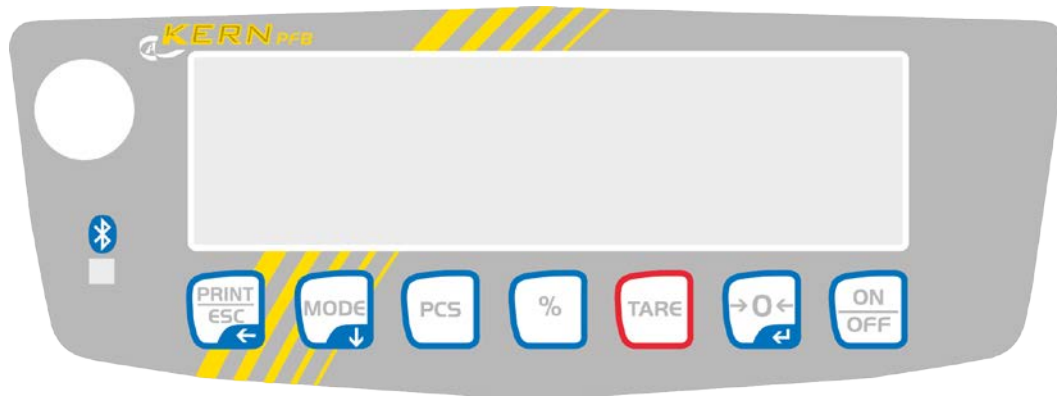 KERN PFB
PRINT
ESC
MODE
PCS
%
TARE
→0←
ON
OFF